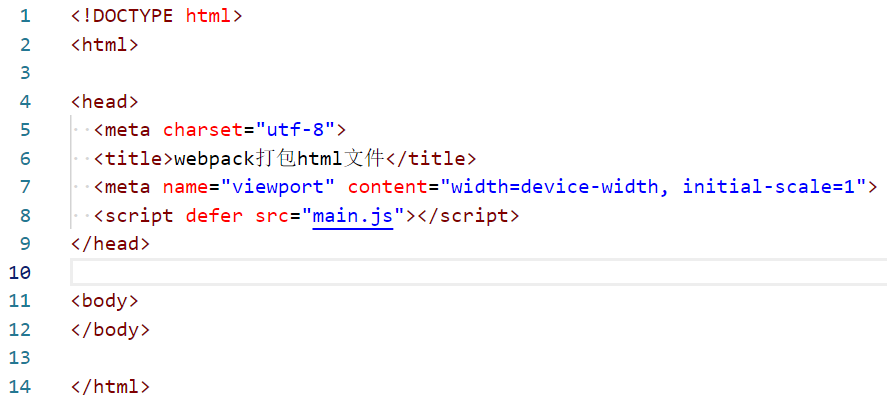 1 <!DOCTYPE html>
2 <html>
3
4 <head>
5 <meta charset="utf-8">
6 <title>webpack打包html文件</title>
7 <meta name="viewport" content="width=device-width, initial-scale=1">
8 <script defer src="main.js"></script>
9 </head>
10
11 <body>
12 </body>
13
14 </html>